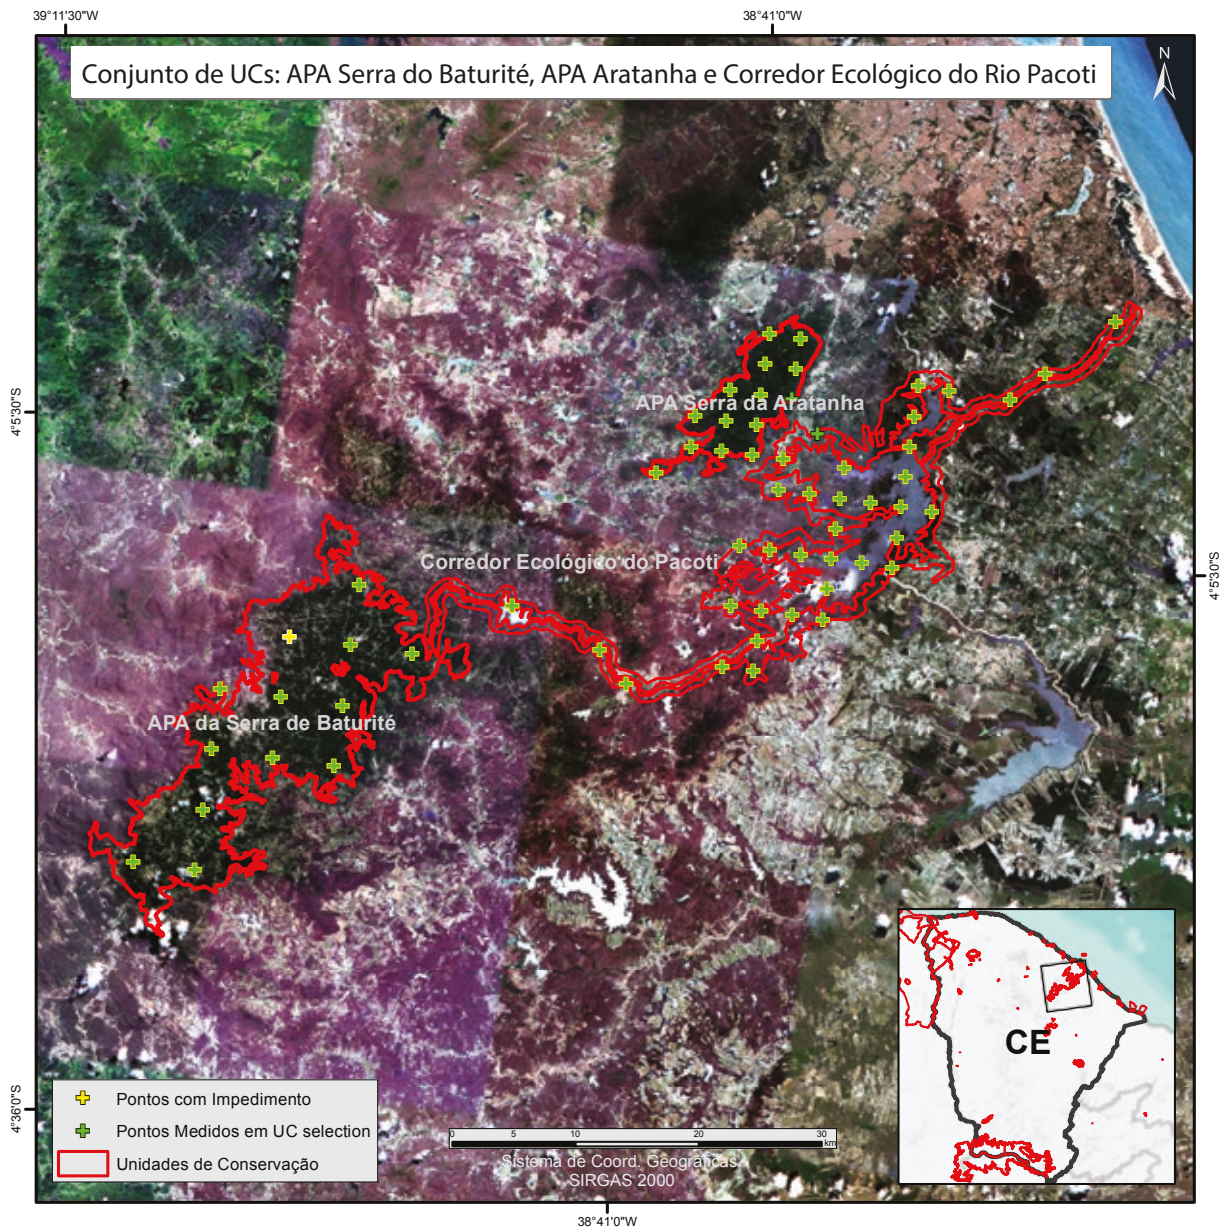 39°11'30"W
38°41'0"W
Conjunto de UCs: APA Serra do Baturité, APA Aratanha e Corredor Ecológico do Rio Pacoti
N
4°5'30"S
APA Serra da Aratanha
Corredor Ecológico do Pacoti
4°5'30"S
APA da Serra de Baturité
CE
4°36'0"S
Pontos com Impedimento
Pontos Medidos em UC selection
Unidades de Conservação
0 5 10 20 30
km
Sistema de Coord. Geográficas
SIRGAS 2000
38°41'0"W